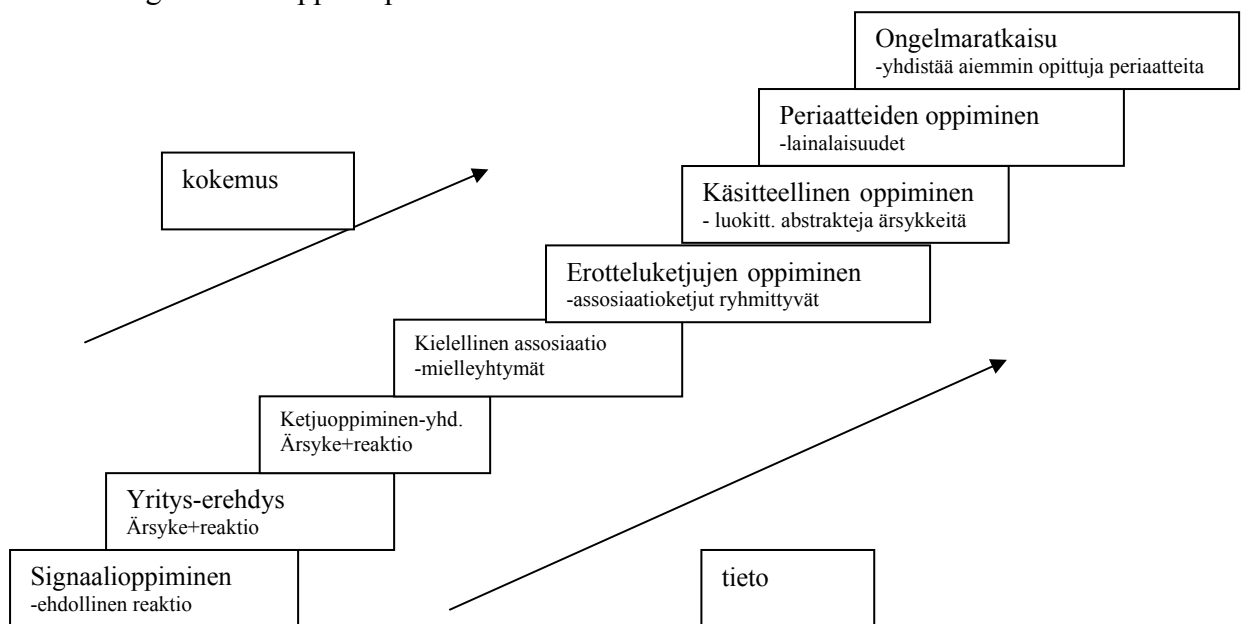 Ongelmaratkaisu
-yhdistää aiemmin opittuja periaatteita
Periaatteiden oppiminen
-lainalaisuudet
kokemus
Käsitteellinen oppiminen
- luokitt. abstrakteja ärsykkeitä
Erotteluketjujen oppiminen
-assosiaatioketjut ryhmittyvät
Kielellinen assosiaatio
-mielleyhtymät
Ketjuoppiminen-yhd.
Ärsyke+reaktio
Yritys-erehdys
Ärsyke+reaktio
Signaalioppiminen
-ehdollinen reaktio
tieto